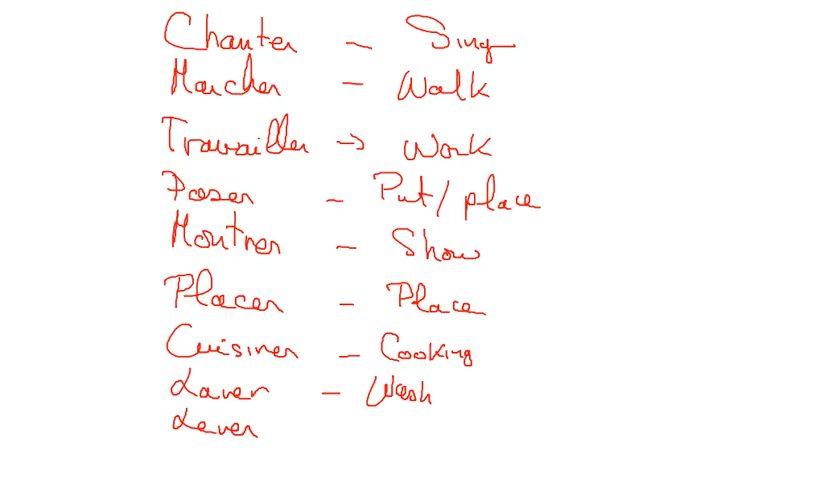 Chanter – Sing
Marcher – Walk
Travailler → Work
Poser – Put/place
Montrer – Show
Placer – Place
Cuisiner – Cooking
Laver – Wash
Lever